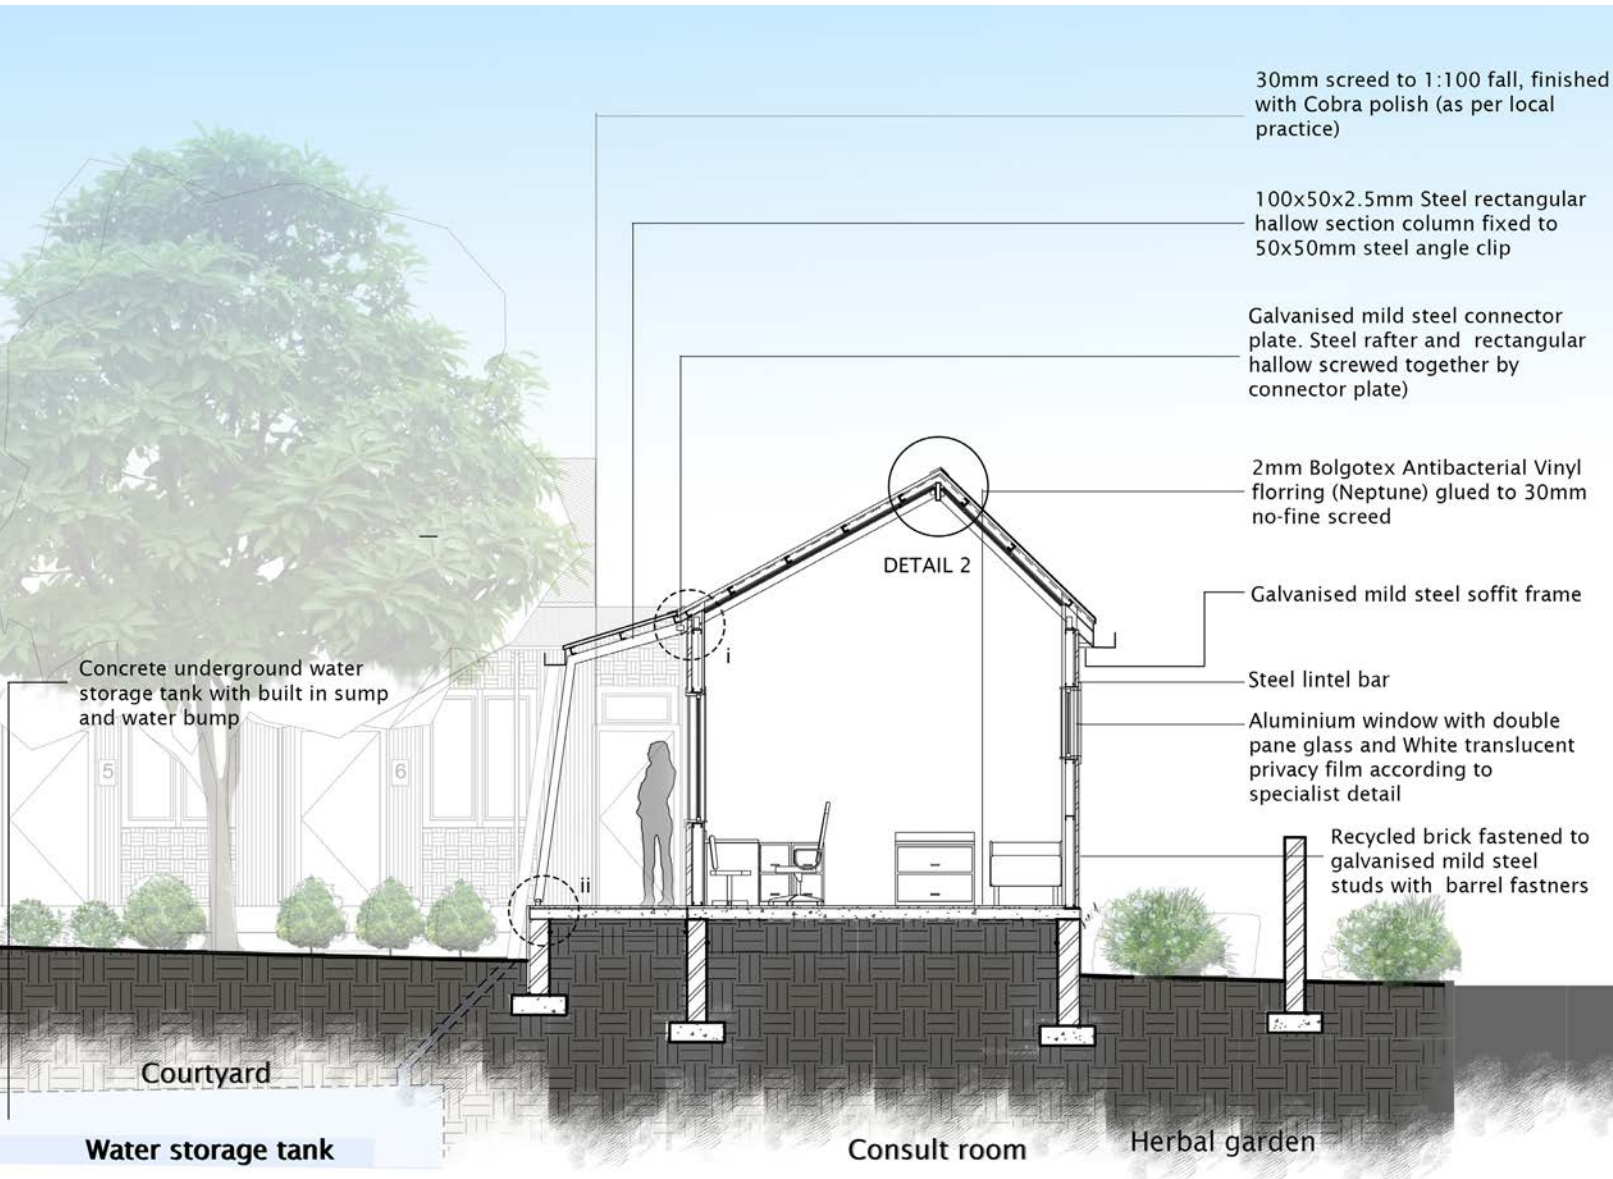 30mm screed to 1:100 fall, finished
with Cobra polish (as per local
practice)
100x50x2.5mm Steel rectangular
hallow section column fixed to
50x50mm steel angle clip
Galvanised mild steel connector
plate. Steel rafter and rectangular
hallow screwed together by
connector plate)
2mm Bolgotex Antibacterial Vinyl
florring (Neptune) glued to 30mm
no-fine screed
DETAIL 2
Galvanised mild steel soffit frame
i
Concrete underground water
storage tank with built in sump
and water bump
Steel lintel bar
Aluminium window with double
pane glass and White translucent
privacy film according to
specialist detail
5
6
Recycled brick fastened to
galvanised mild steel
studs with barrel fastners
ii
Courtyard
Water storage tank
Consult room
Herbal garden